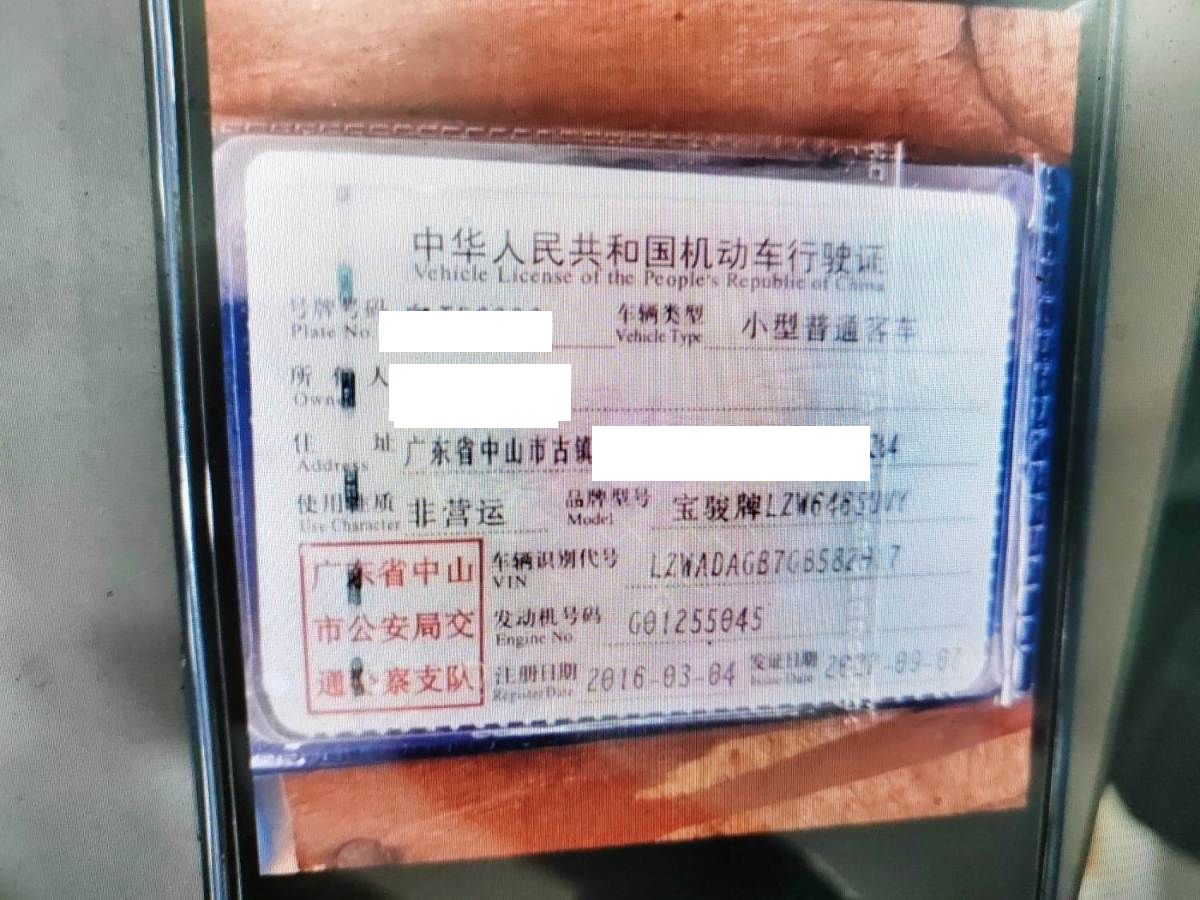 中华人民共和国机动车行驶证
Vehicle License of the People's Republic of China
号牌号码
Plate No.
车辆类型 小型普通客车
Vehicle Type
所 人
Owner
住 址 广东省中山市古镇
Address
使用性质 非营运 品牌型号 宝骏牌
Use Character Model
广东省中山 车辆识别代号
VIN
市公安局交 发动机号码 G01255045
Engine No.
通 察支队 注册日期 2016-03-04 发证日期
Register Date Issue Date